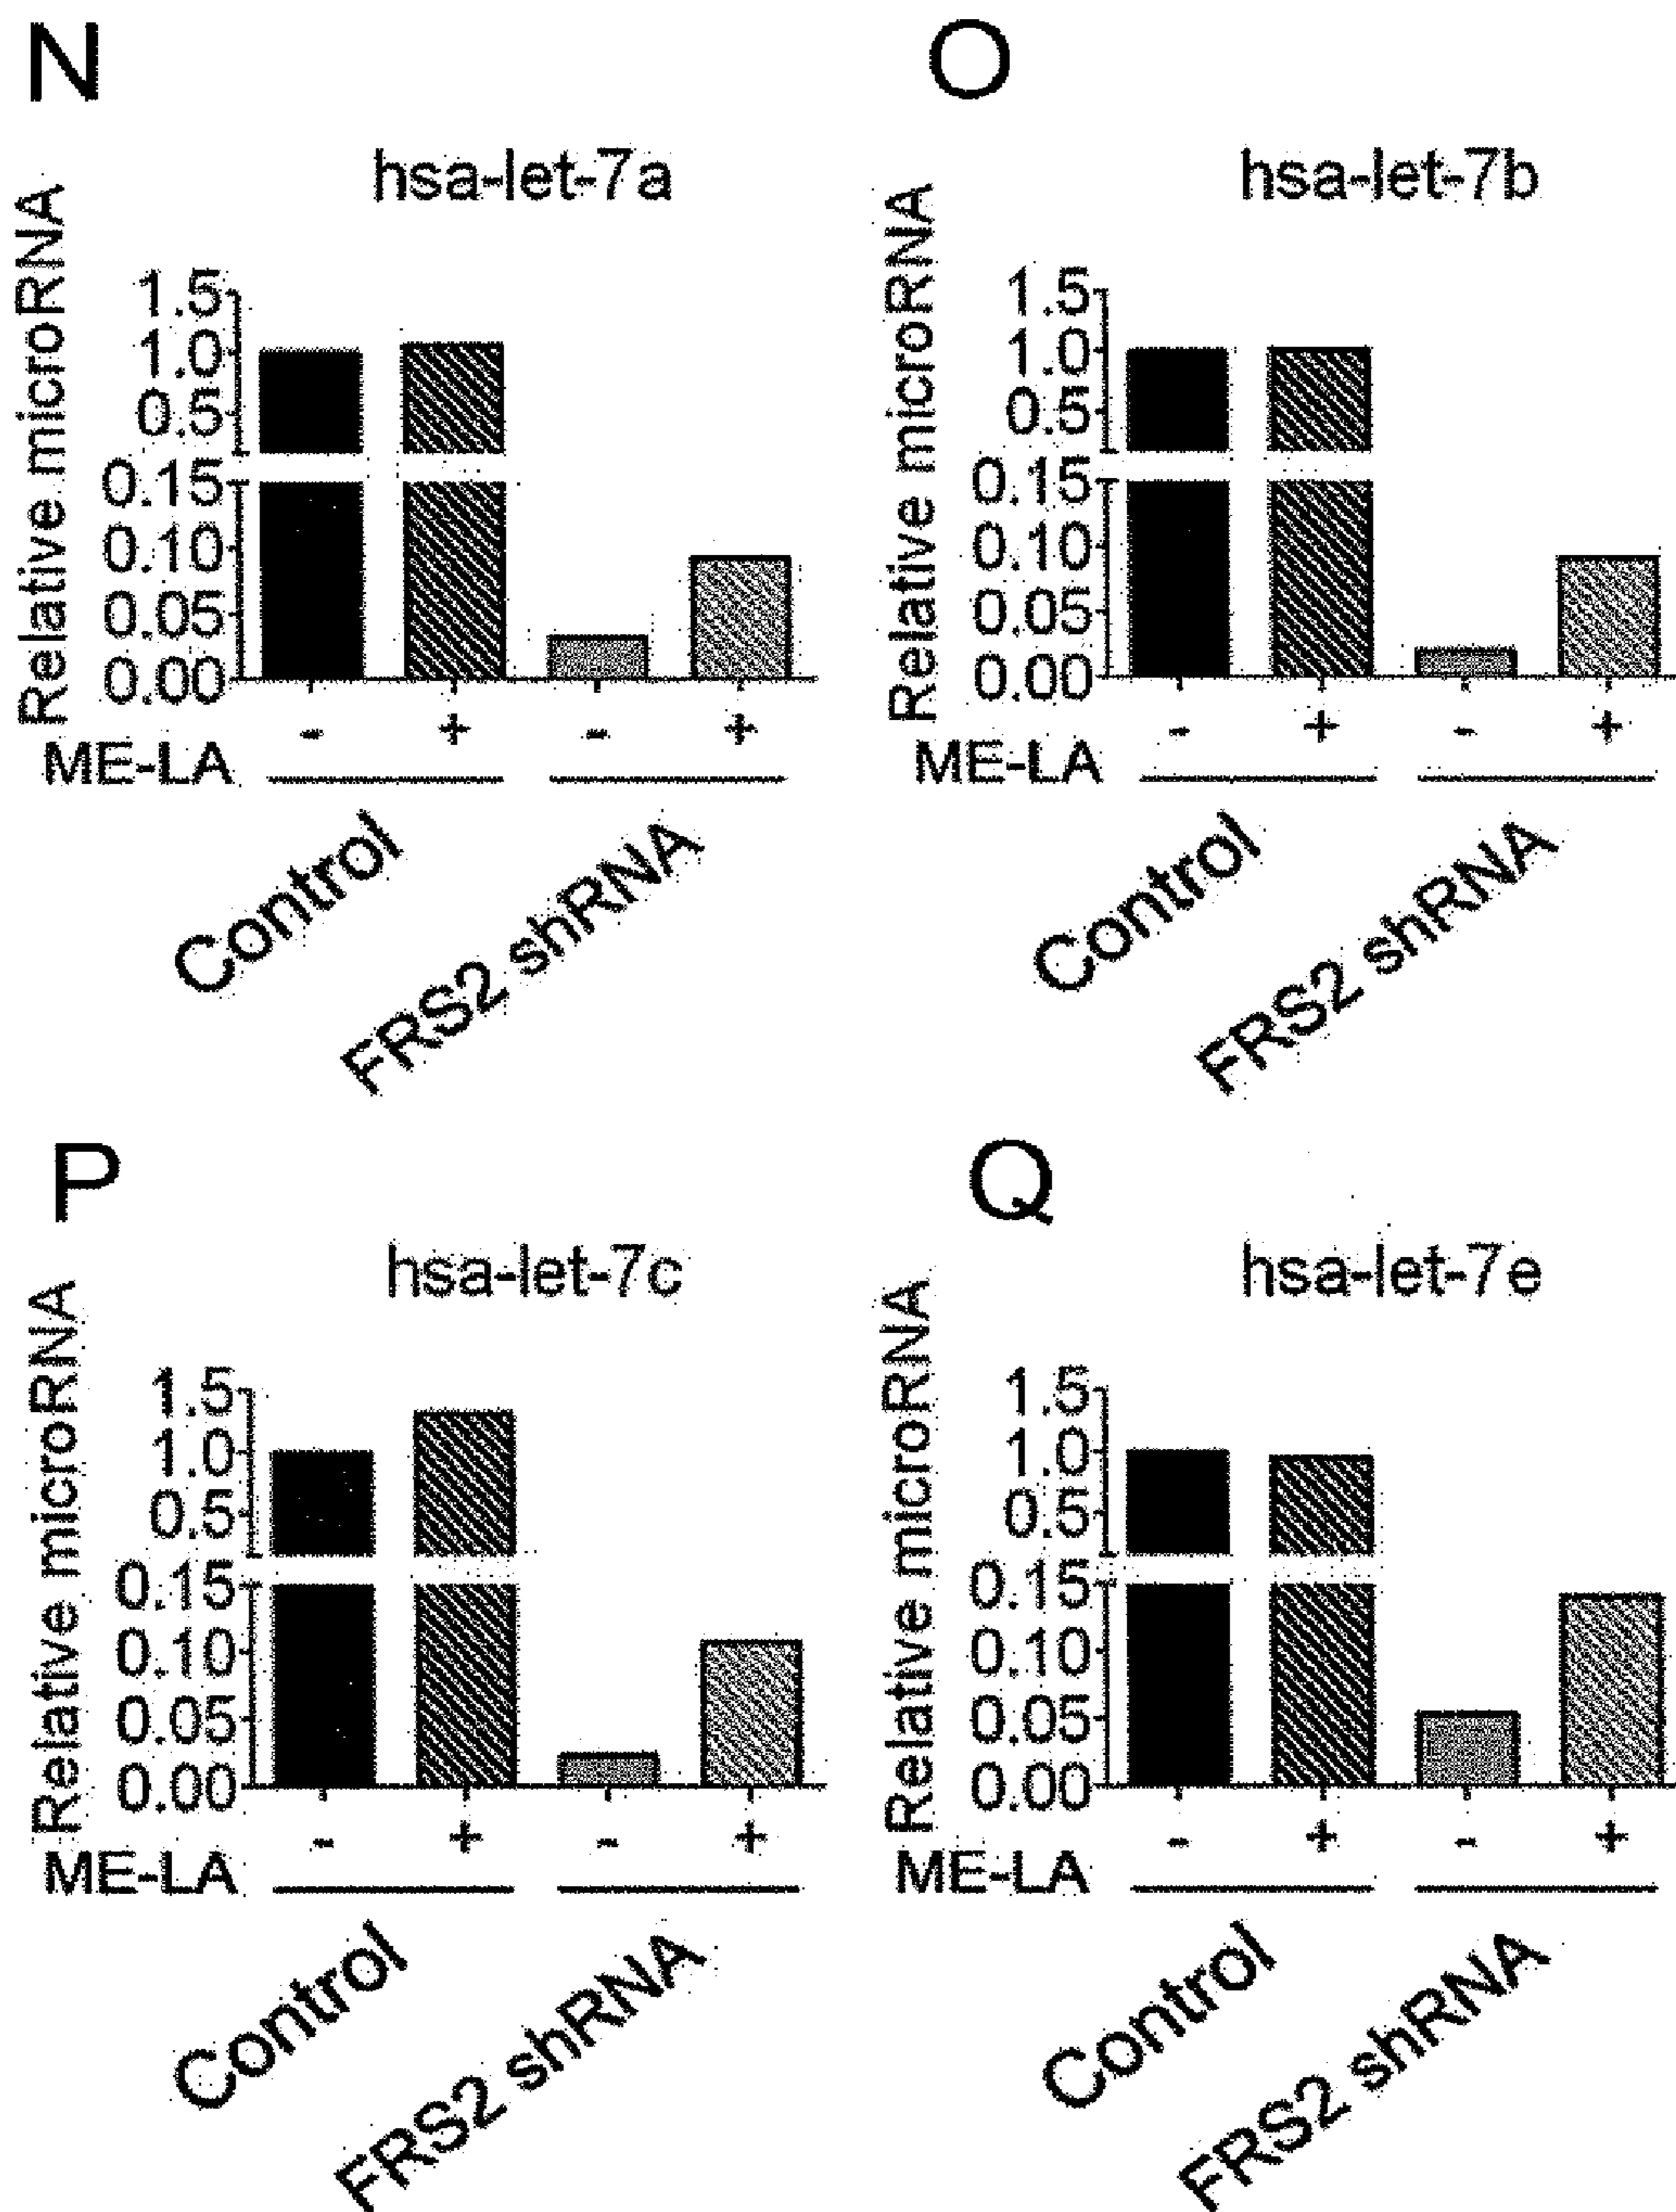 N
hsa-let-7a
Relative microRNA
1.5
1.0
0.5
0.15
0.10
0.05
0.00
- + - +
ME-LA
Control
FRS2 shRNA
O
hsa-let-7b
Relative microRNA
1.5
1.0
0.5
0.15
0.10
0.05
0.00
- + - +
ME-LA
Control
FRS2 shRNA
P
hsa-let-7c
Relative microRNA
1.5
1.0
0.5
0.15
0.10
0.05
0.00
- + - +
ME-LA
Control
FRS2 shRNA
Q
hsa-let-7e
Relative microRNA
1.5
1.0
0.5
0.15
0.10
0.05
0.00
- + - +
ME-LA
Control
FRS2 shRNA